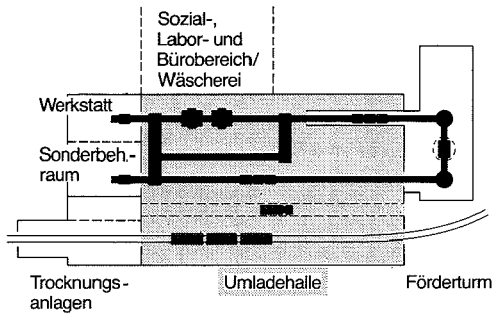 Sozial-,
Labor- und
Bürobereich/
Wäscherei
Werkstatt
Sonderbeh.-
raum
Trocknungs-
anlagen
Umladehalle
Förderturm